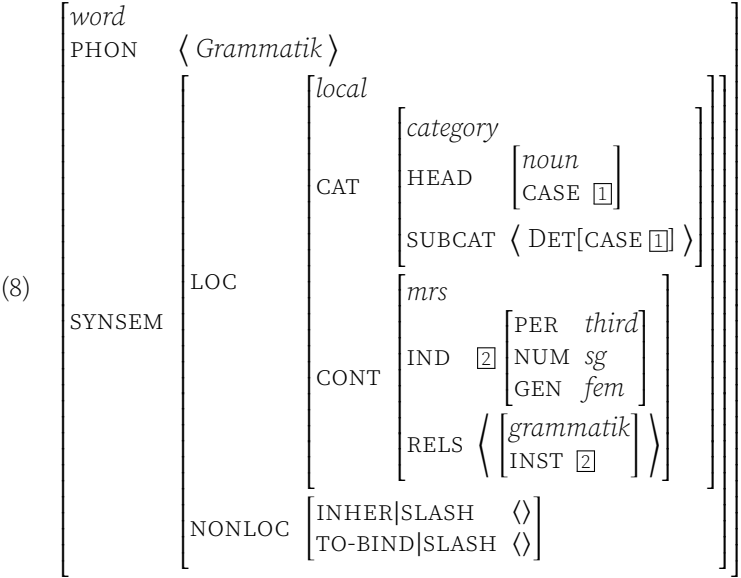 word
PHON ⟨ Grammatik ⟩
local
category
CAT HEAD noun
CASE 1
SUBCAT ⟨ DET[CASE 1] ⟩
(8) SYNSEM LOC
mrs
PER third
CONT IND 2 NUM sg
GEN fem
RELS ⟨ grammatik
INST 2 ⟩
NONLOC INHER|SLASH ⟨⟩
TO-BIND|SLASH ⟨⟩